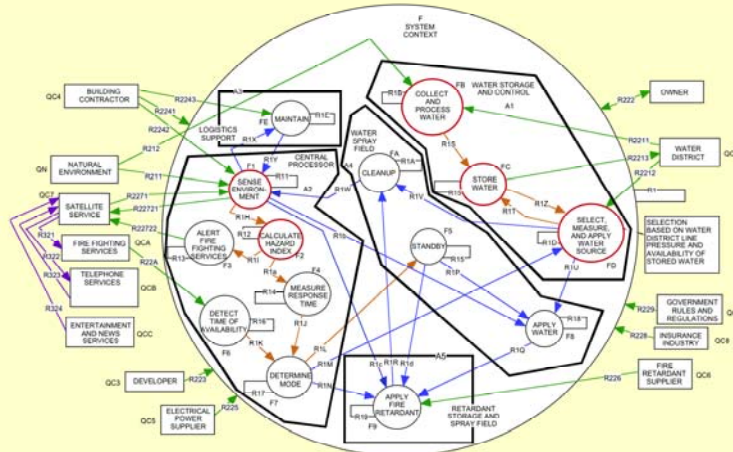 F
SYSTEM
CONTEXT
QC4
BUILDING
CONTRACTOR
R2243
R2241
R2242
R212
A3
FE
MAINTAIN
R1E
LOGISTICS
SUPPORT
R1X
R1Y
WATER
SPRAY FIELD
FB
COLLECT
AND
PROCESS
WATER
R1B
WATER STORAGE
AND CONTROL
A1
R222
OWNER
R2211
R2213
R2212
WATER
DISTRICT
R1S
FC
STORE
WATER
R1Z
R1T
R1
QN
NATURAL
ENVIRONMENT
R211
F1
CENTRAL
PROCESSOR
SENSE
ENVIRON-
MENT
R11
A2
R1W
A4
FA
CLEANUP
R1A
R1V
SELECT,
MEASURE,
AND APPLY
WATER
SOURCE
R1D
FD
R1U
SELECTION
BASED ON WATER
DISTRICT LINE
PRESSURE AND
AVAILABILITY OF
STORED WATER
QC7
SATELLITE
SERVICE
R2271
R22721
R22722
R321
R322
R323
R324
FIRE FIGHTING
SERVICES
QCA
R22A
TELEPHONE
SERVICES
QCB
ENTERTAINMENT
AND NEWS
SERVICES
QCC
ALERT
FIRE
FIGHTING
SERVICES
R13
F3
R1H
R12
CALCULATE
HAZARD
INDEX
F2
R1I
F4
MEASURE
RESPONSE
TIME
R14
R1J
F5
STANDBY
R15
R1P
DETECT
TIME OF
AVAILABILITY
R16
F6
R1K
R1L
R1M
R1N
DETERMINE
MODE
R17
F7
APPLY
WATER
R18
F8
R1Q
R1R
A5
APPLY
FIRE
RETARDANT
R19
F9
RETARDANT
STORAGE AND
SPRAY FIELD
R229
GOVERNMENT
RULES AND
REGULATIONS
R228
INSURANCE
INDUSTRY
QC8
R226
FIRE
RETARDANT
SUPPLIER
QC6
QC3
DEVELOPER
R223
QC5
ELECTRICAL
POWER
SUPPLIER
R225